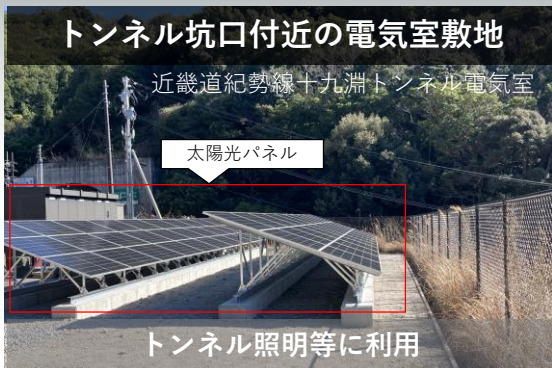 トンネル坑口付近の電気室敷地
近畿道紀勢線十九淵トンネル電気室
太陽光パネル
トンネル照明等に利用